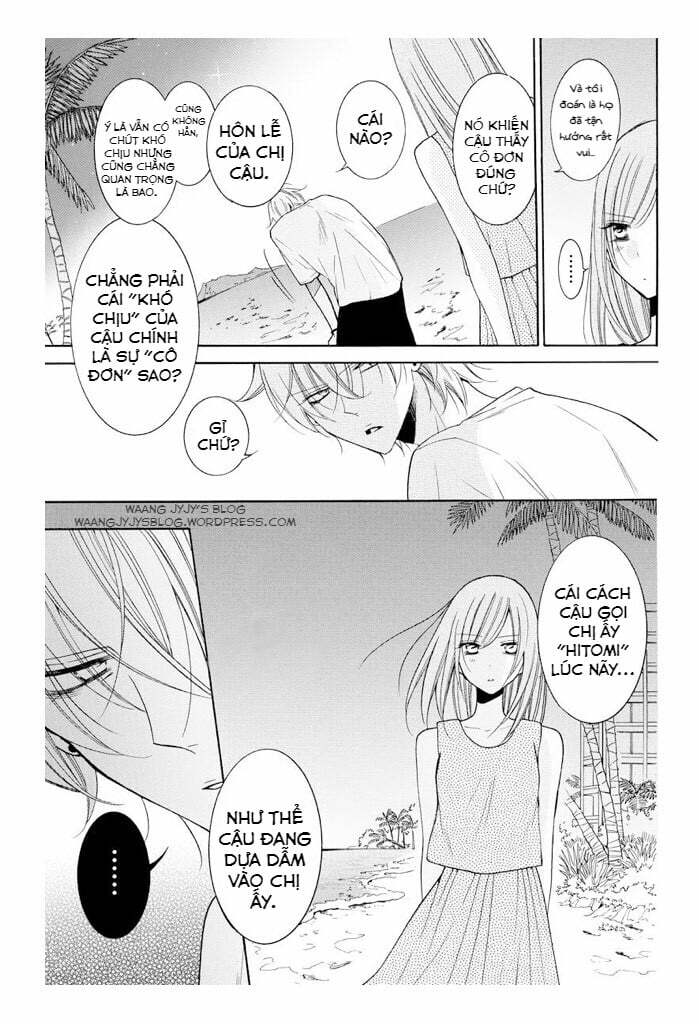 Và tôi
đoán là họ
đã tận
hưởng rất
vui...
......
NÓ KHIẾN
CẬU THẤY
CÔ ĐƠN
ĐÚNG
CHỨ?
CÁI
NÀO?
HÔN LỄ
CỦA CHỊ
CẬU.
CŨNG
KHÔNG
HẲN,
Ý LÀ VẪN CÓ
CHÚT KHÓ
CHỊU NHƯNG
CŨNG CHẲNG
QUAN TRỌNG
LÀ BAO.
CHẲNG PHẢI
CÁI "KHÓ
CHỊU" CỦA
CẬU CHÍNH
LÀ SỰ "CÔ
ĐƠN" SAO?
GÌ
CHỨ?
WAANG JYJY'S BLOG
WAANGJYJYSBLOG.WORDPRESS.COM
CÁI CÁCH
CẬU GỌI
CHỊ ẤY
"HITOMI"
LÚC NÃY...
NHƯ THỂ
CẬU ĐANG
DỰA DẪM
VÀO CHỊ
ẤY.
......